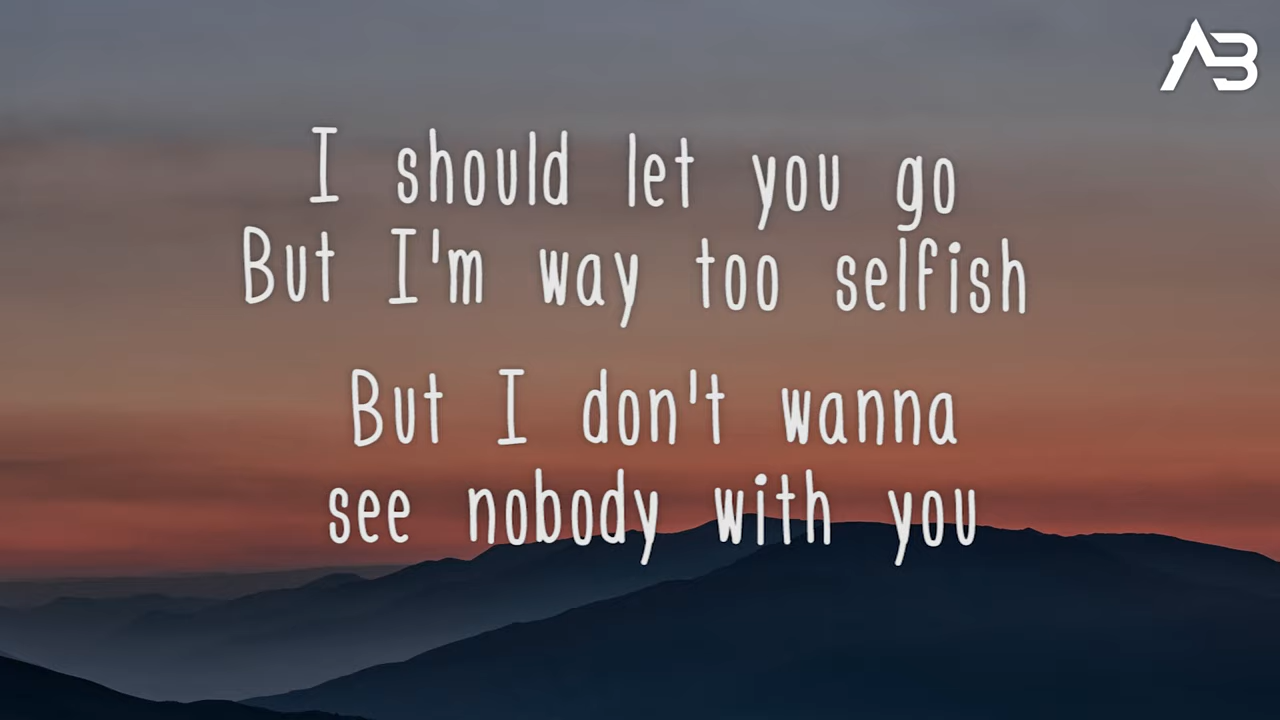 AB
I should let you go
But I'm way too selfish
But I don't wanna
see nobody with you